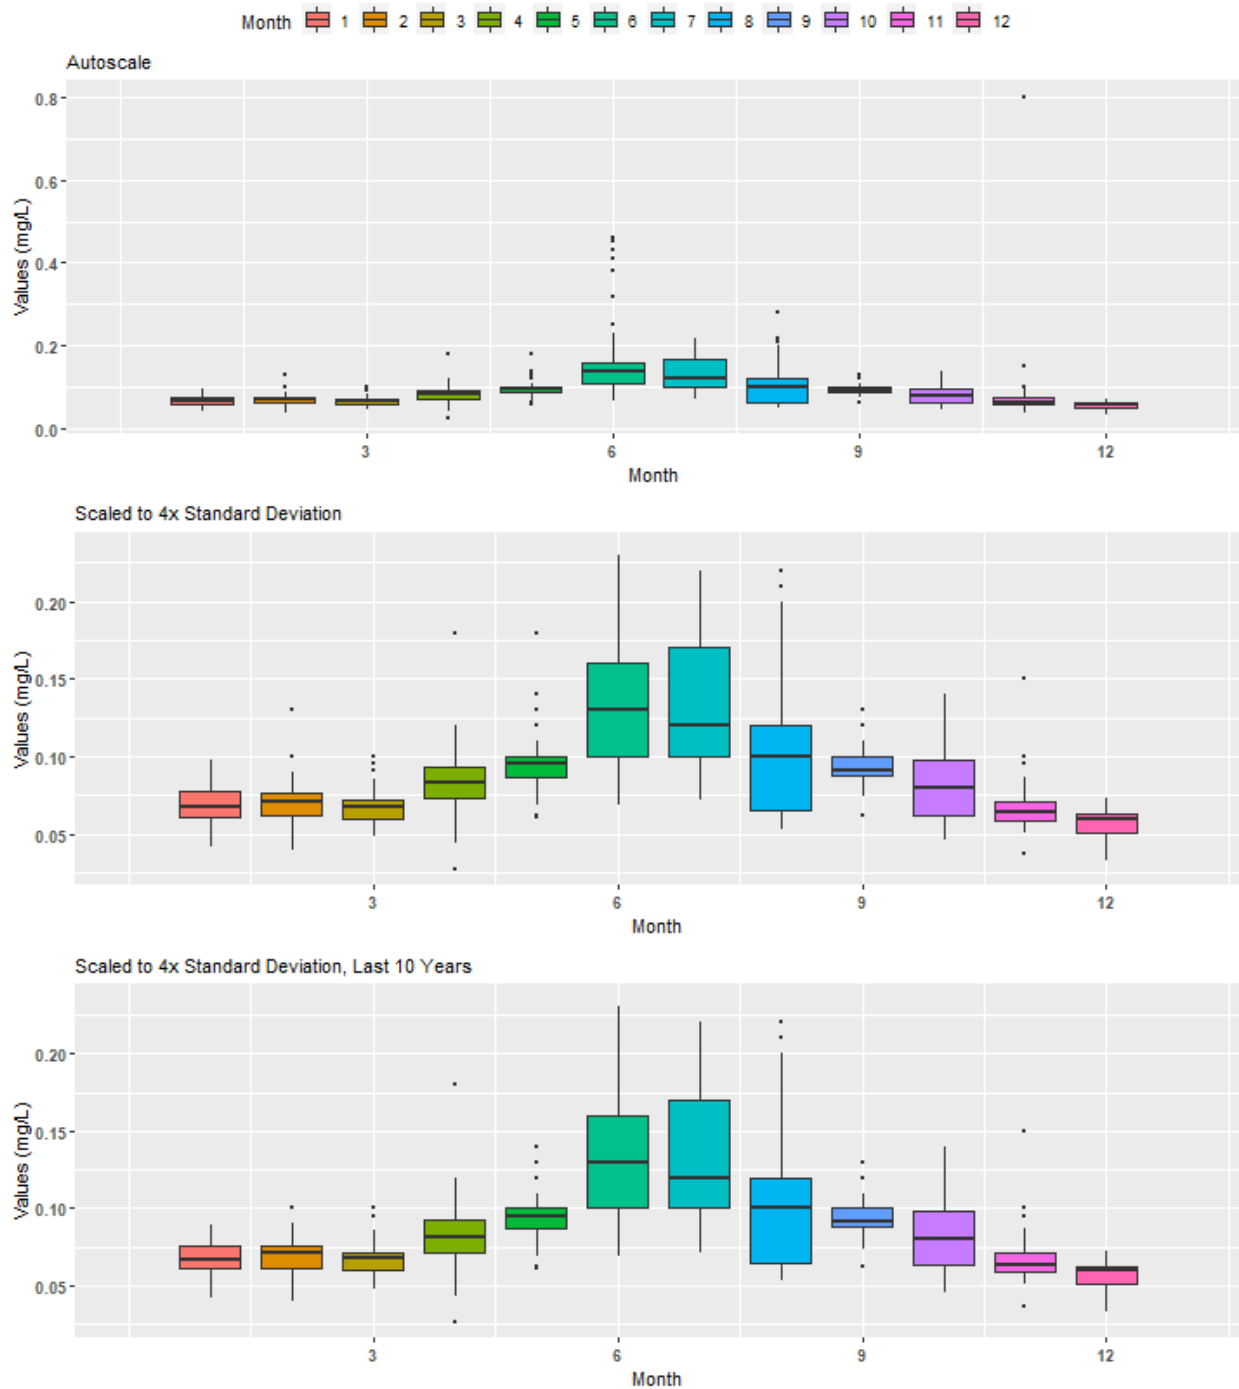 Month 1 2 3 4 5 6 7 8 9 10 11 12
Autoscale
Values (mg/L)
0.8
0.6
0.4
0.2
0.0
3 6 9 12
Month
Scaled to 4x Standard Deviation
Values (mg/L)
0.20
0.15
0.10
0.05
3 6 9 12
Month
Scaled to 4x Standard Deviation, Last 10 Years
Values (mg/L)
0.20
0.15
0.10
0.05
3 6 9 12
Month